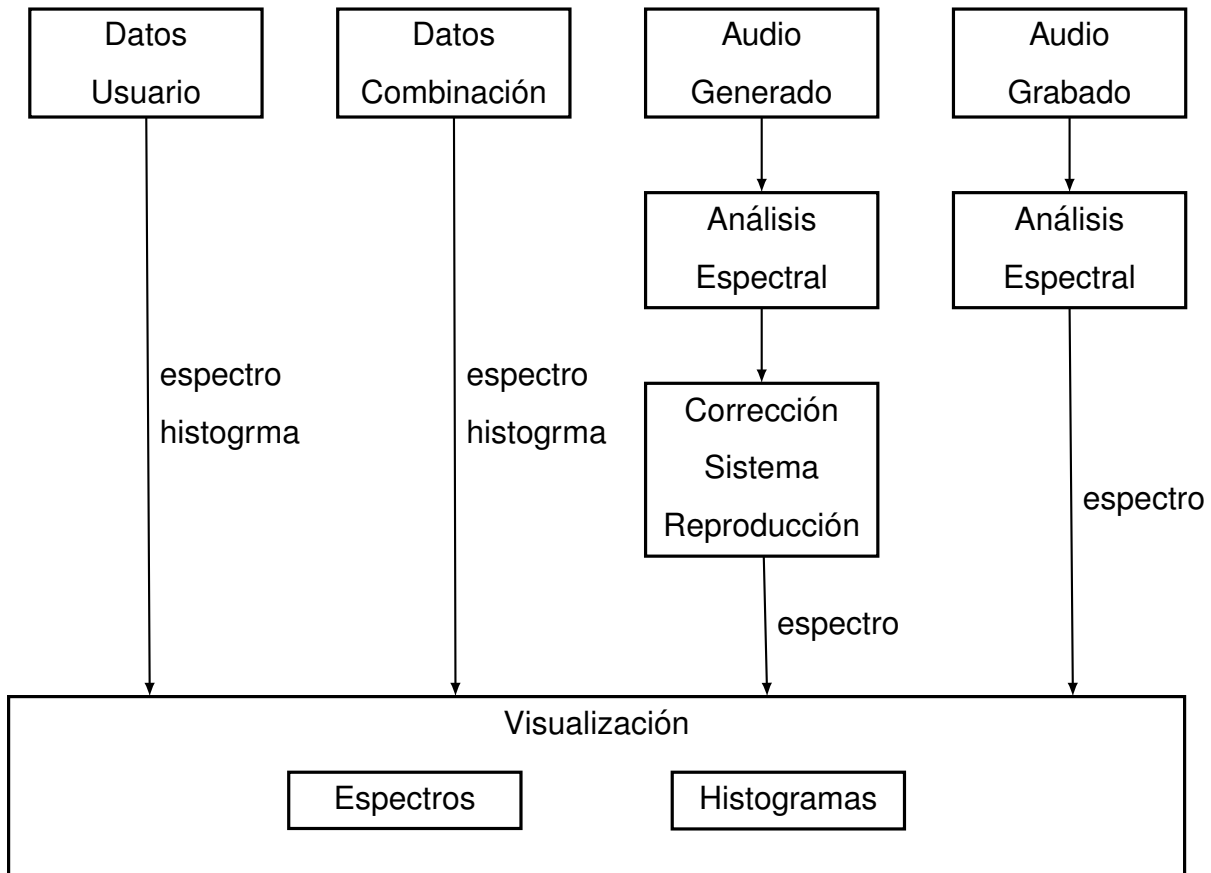 Datos
Usuario
Datos
Combinación
Audio
Generado
Audio
Grabado
Análisis
Espectral
Análisis
Espectral
espectro
histogrma
espectro
histogrma
Corrección
Sistema
Reproducción
espectro
espectro
Visualización
Espectros
Histogramas